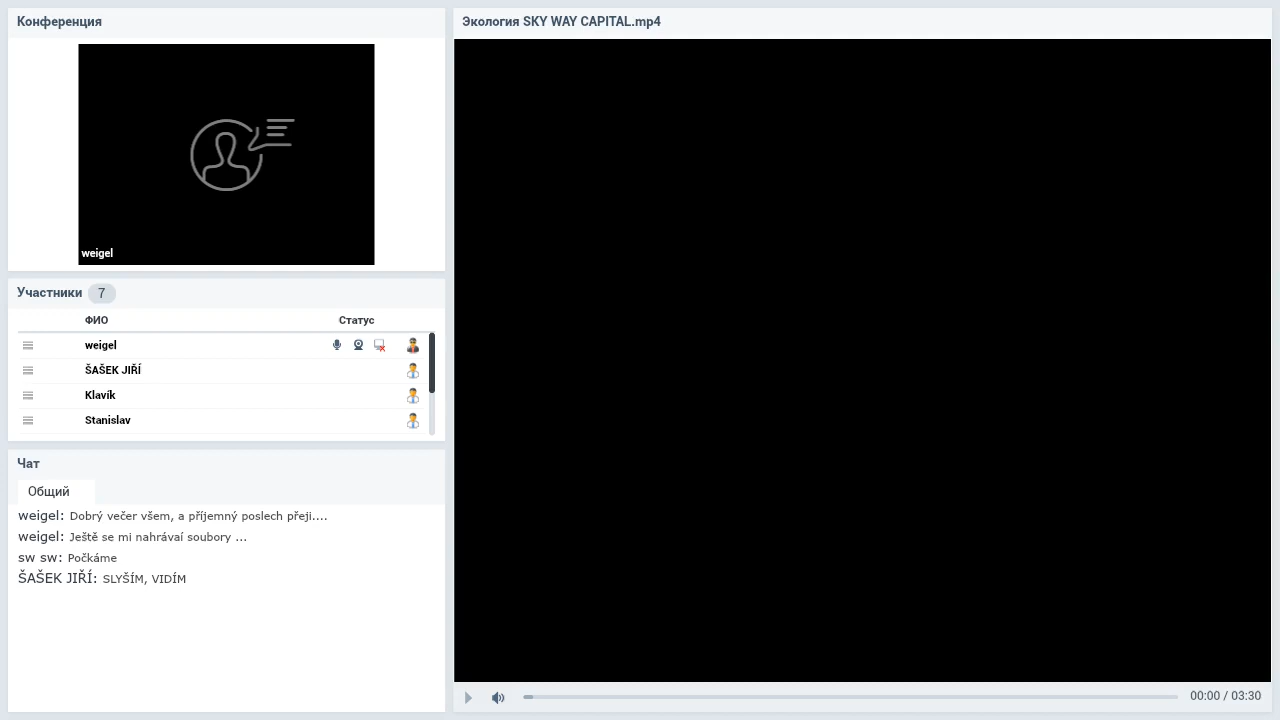 Конференция
weigel
Участники 7
ФИО Статус
weigel
ŠAŠEK JIŘÍ
Klavík
Stanislav
Чат
Общий
weigel: Dobrý večer všem, a příjemný poslech přeji....
weigel: Ještě se mi nahrávaí soubory ...
sw sw: Počkáme
ŠAŠEK JIŘÍ: SLYŠÍM, VIDÍM
Экология SKY WAY CAPITAL.mp4
00:00 / 03:30